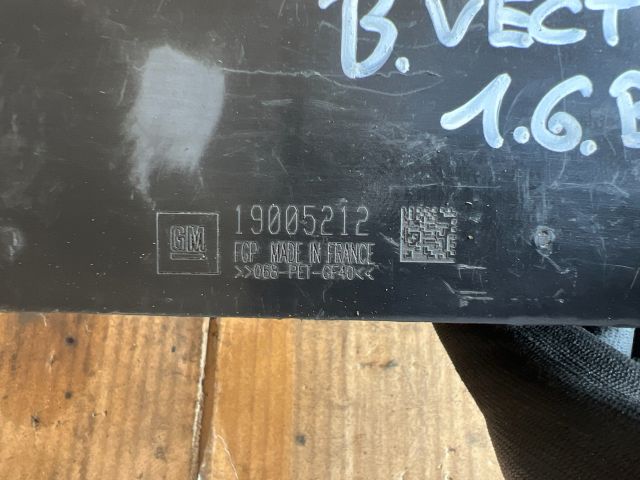 B. VECT
1.6. B
GM
19005212
FGP MADE IN FRANCE
>>068-PET-GF40<<